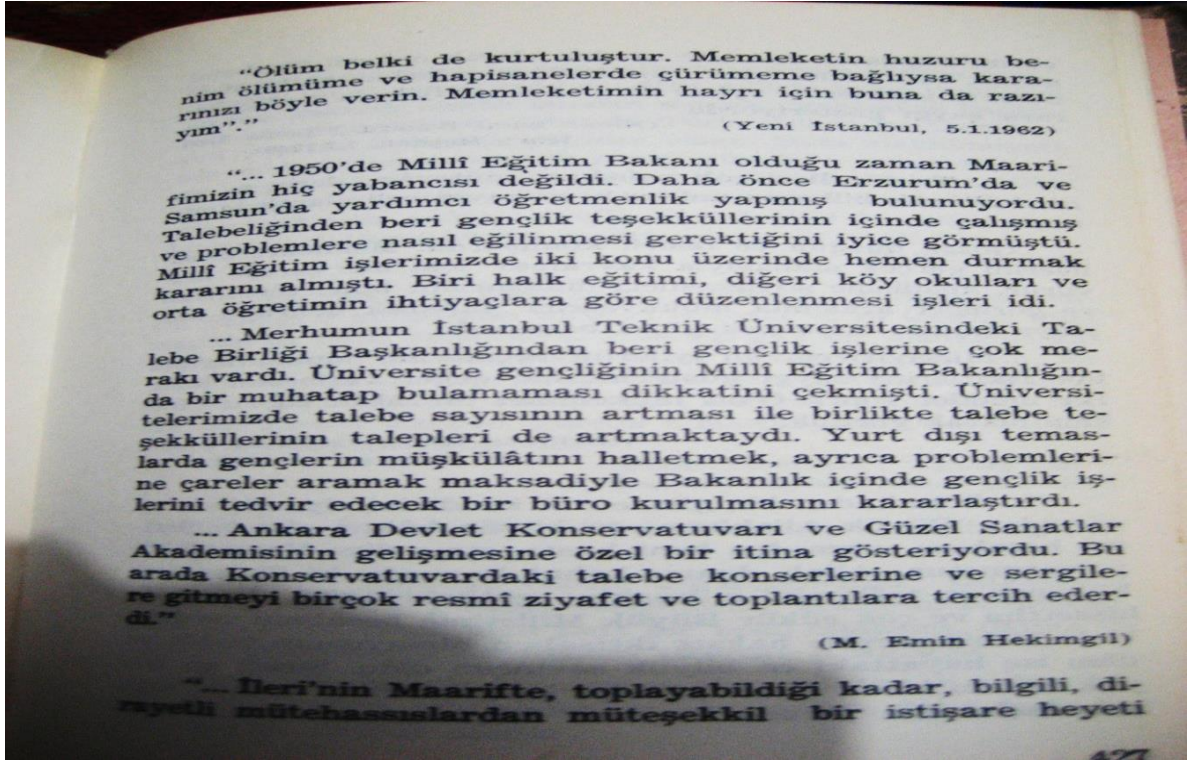 “Ölüm belki de kurtuluştur. Memleketin huzuru be-
nim ölümüme ve hapisanelerde çürümeme bağlıysa kara-
rınızı böyle verin. Memleketimin hayrı için buna da razı-
yım”.”
(Yeni İstanbul, 5.1.1962)
“... 1950’de Millî Eğitim Bakanı olduğu zaman Maari-
fimizin hiç yabancısı değildi. Daha önce Erzurum’da ve
Samsun’da yardımcı öğretmenlik yapmış bulunuyordu.
Talebeliğinden beri gençlik teşekküllerinin içinde çalışmış
ve problemlere nasıl eğilinmesi gerektiğini iyice görmüştü.
Millî Eğitim işlerimizde iki konu üzerinde hemen durmak
kararını almıştı. Biri halk eğitimi, diğeri köy okulları ve
orta öğretimin ihtiyaçlara göre düzenlenmesi işleri idi.
... Merhumun İstanbul Teknik Üniversitesindeki Ta-
lebe Birliği Başkanlığından beri gençlik işlerine çok me-
rakı vardı. Üniversite gençliğinin Millî Eğitim Bakanlığın-
da bir muhatap bulamaması dikkatini çekmişti. Üniversi-
telerimizde talebe sayısının artması ile birlikte talebe te-
şekküllerinin talepleri de artmaktaydı. Yurt dışı temas-
larda gençlerin müşkülâtını halletmek, ayrıca problemleri-
ne çareler aramak maksadiyle Bakanlık içinde gençlik iş-
lerini tedvir edecek bir büro kurulmasını kararlaştırdı.
... Ankara Devlet Konservatuvarı ve Güzel Sanatlar
Akademisinin gelişmesine özel bir itina gösteriyordu. Bu
arada Konservatuvardaki talebe konserlerine ve sergile-
re gitmeyi birçok resmî ziyafet ve toplantılara tercih eder-
di.”
(M. Emin Hekimgil)
“... İleri’nin Maarifte, toplayabildiği kadar, bilgili, di-
rayetli mütehassıslardan müteşekkil bir istişare heyeti
427